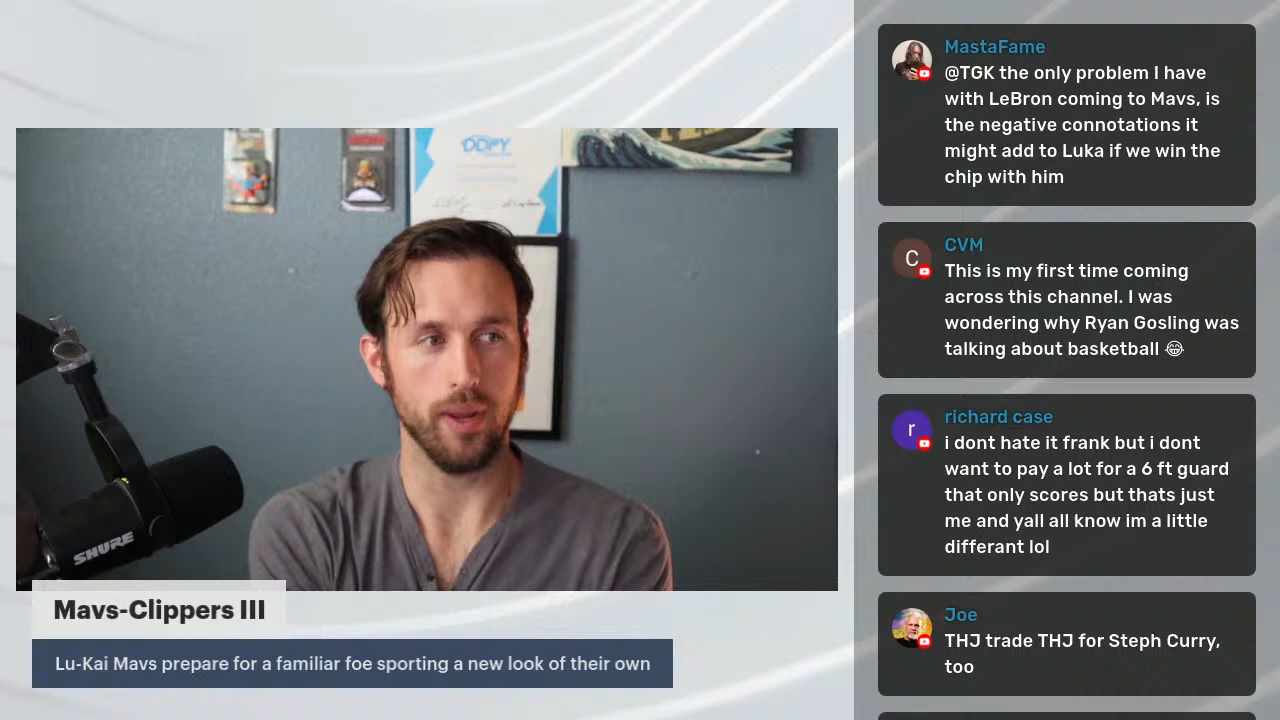 MastaFame
@TGK the only problem I have
with LeBron coming to Mavs, is
the negative connotations it
might add to Luka if we win the
chip with him
C
CVM
This is my first time coming
across this channel. I was
wondering why Ryan Gosling was
talking about basketball 😂
r
richard case
i dont hate it frank but i dont
want to pay a lot for a 6 ft guard
that only scores but thats just
me and yall all know im a little
differant lol
Joe
THJ trade THJ for Steph Curry,
too
DDPY
SHURE
Mavs-Clippers III
Lu-Kai Mavs prepare for a familiar foe sporting a new look of their own